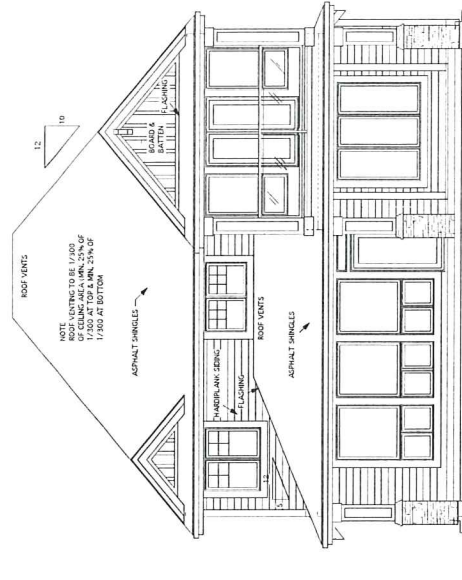 ROOF VENTS
12
10
NOTE
ROOF VENTING TO BE 1/300
OF CEILING AREA (MIN. 25% OF
1/300 AT TOP & MIN. 25% OF
1/300 AT BOTTOM
ASPHALT SHINGLES
BOARD &
BATTEN
FLASHING
HARDIPLANK SIDING
FLASHING
ROOF VENTS
12
5
ASPHALT SHINGLES